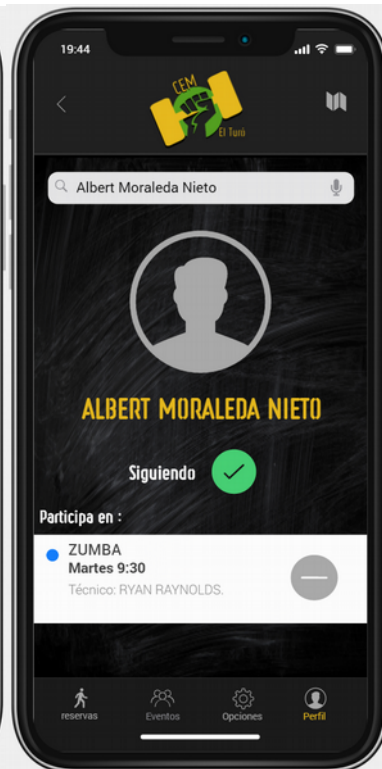 19:44
CEM
El Turó
Albert Moraleda Nieto
ALBERT MORALEDA NIETO
Siguiendo
Participa en :
ZUMBA
Martes 9:30
Técnico: RYAN RAYNOLDS.
reservas Eventos Opciones Perfil